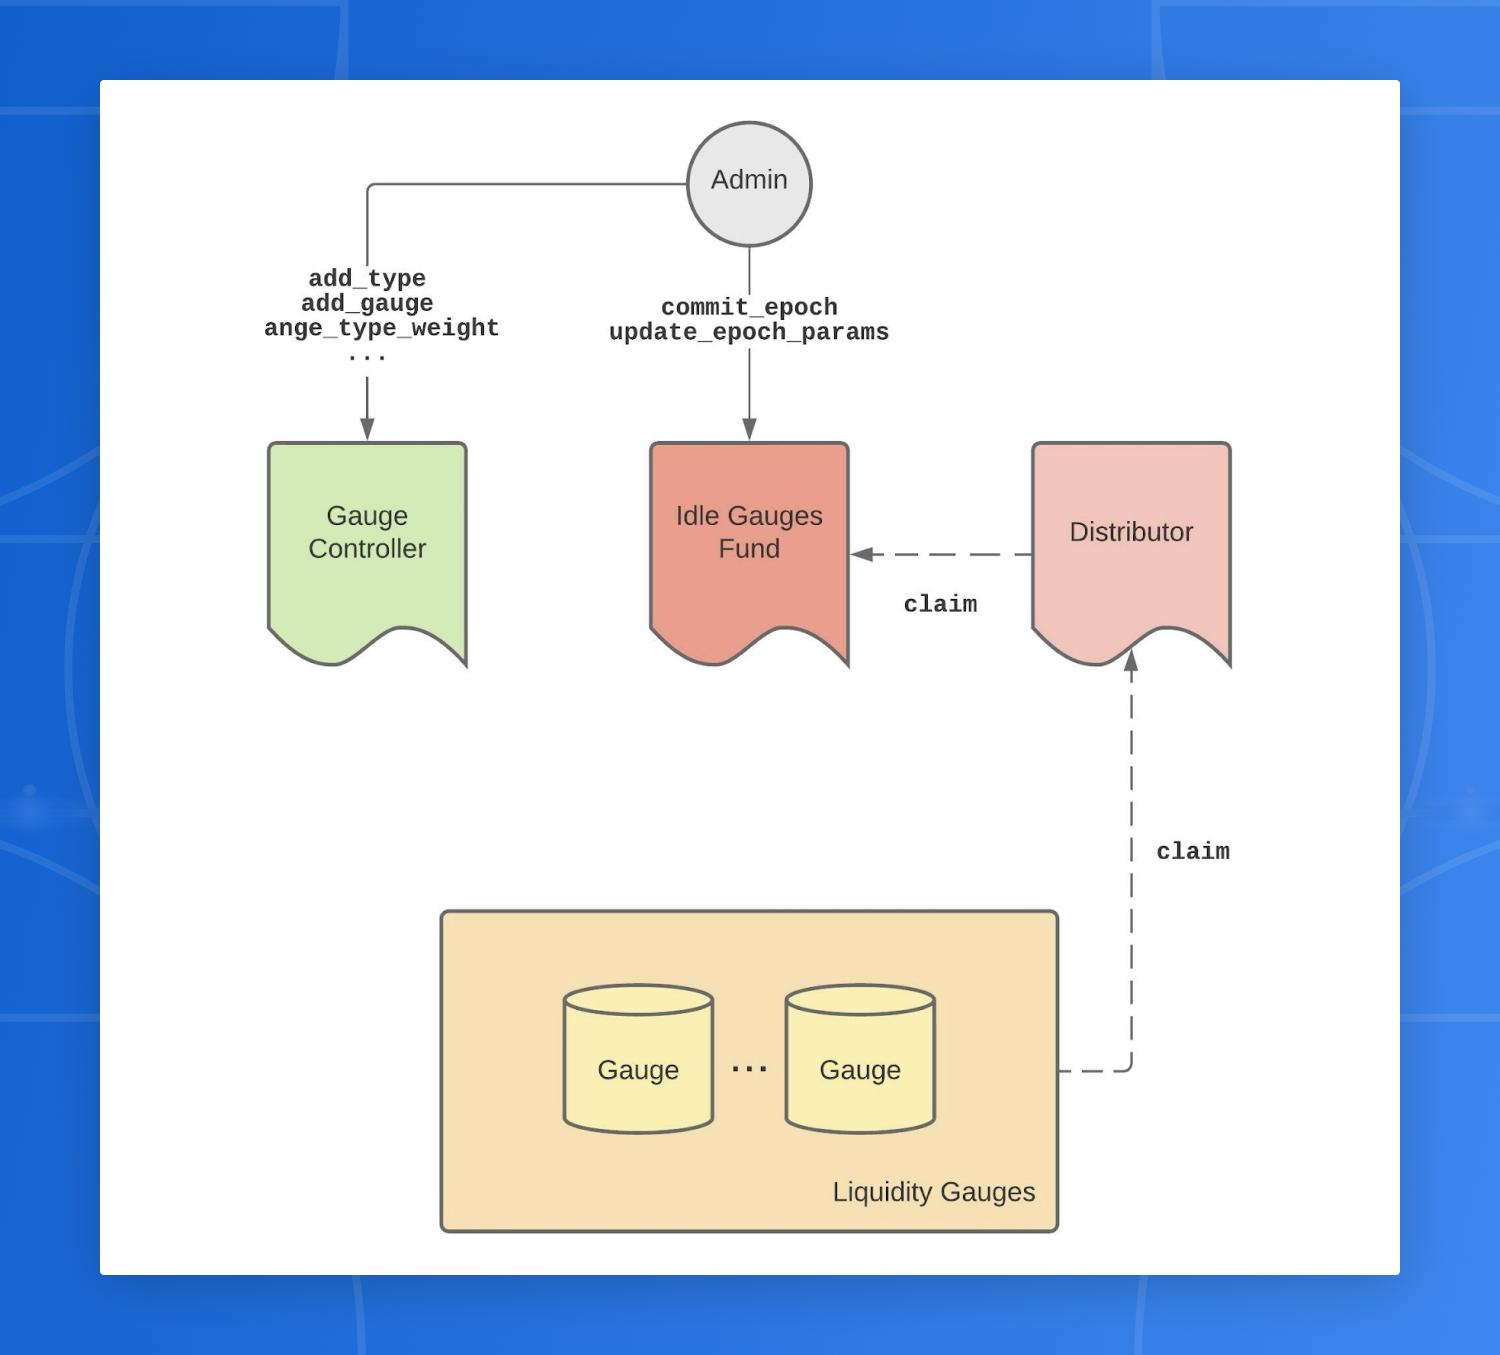 Admin
add_type
add_gauge
ange_type_weight
...
commit_epoch
update_epoch_params
Gauge
Controller
Idle Gauges
Fund
Distributor
claim
claim
Gauge
...
Gauge
Liquidity Gauges